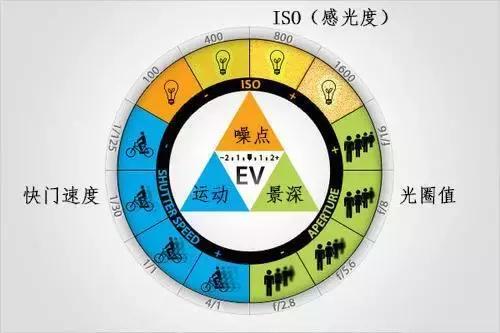 ISO（感光度）
100
400
800
1600
- ISO +
噪点
-2.1.0.1.2+
EV
运动
景深
快门速度
光圈值
1/125
1/30
1/1
4/1
- SHUTTER SPEED +
f/16
f/8
f/5.6
f/2.8
+ APERTURE -